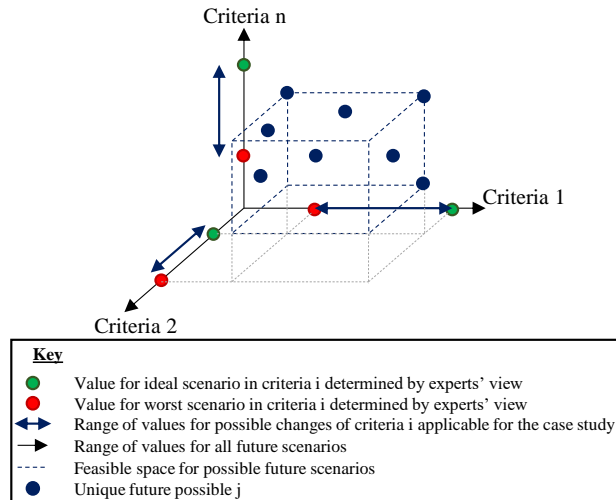 Criteria n
Criteria 1
Criteria 2
Key
Value for ideal scenario in criteria i determined by experts’ view
Value for worst scenario in criteria i determined by experts’ view
Range of values for possible changes of criteria i applicable for the case study
Range of values for all future scenarios
Feasible space for possible future scenarios
Unique future possible j